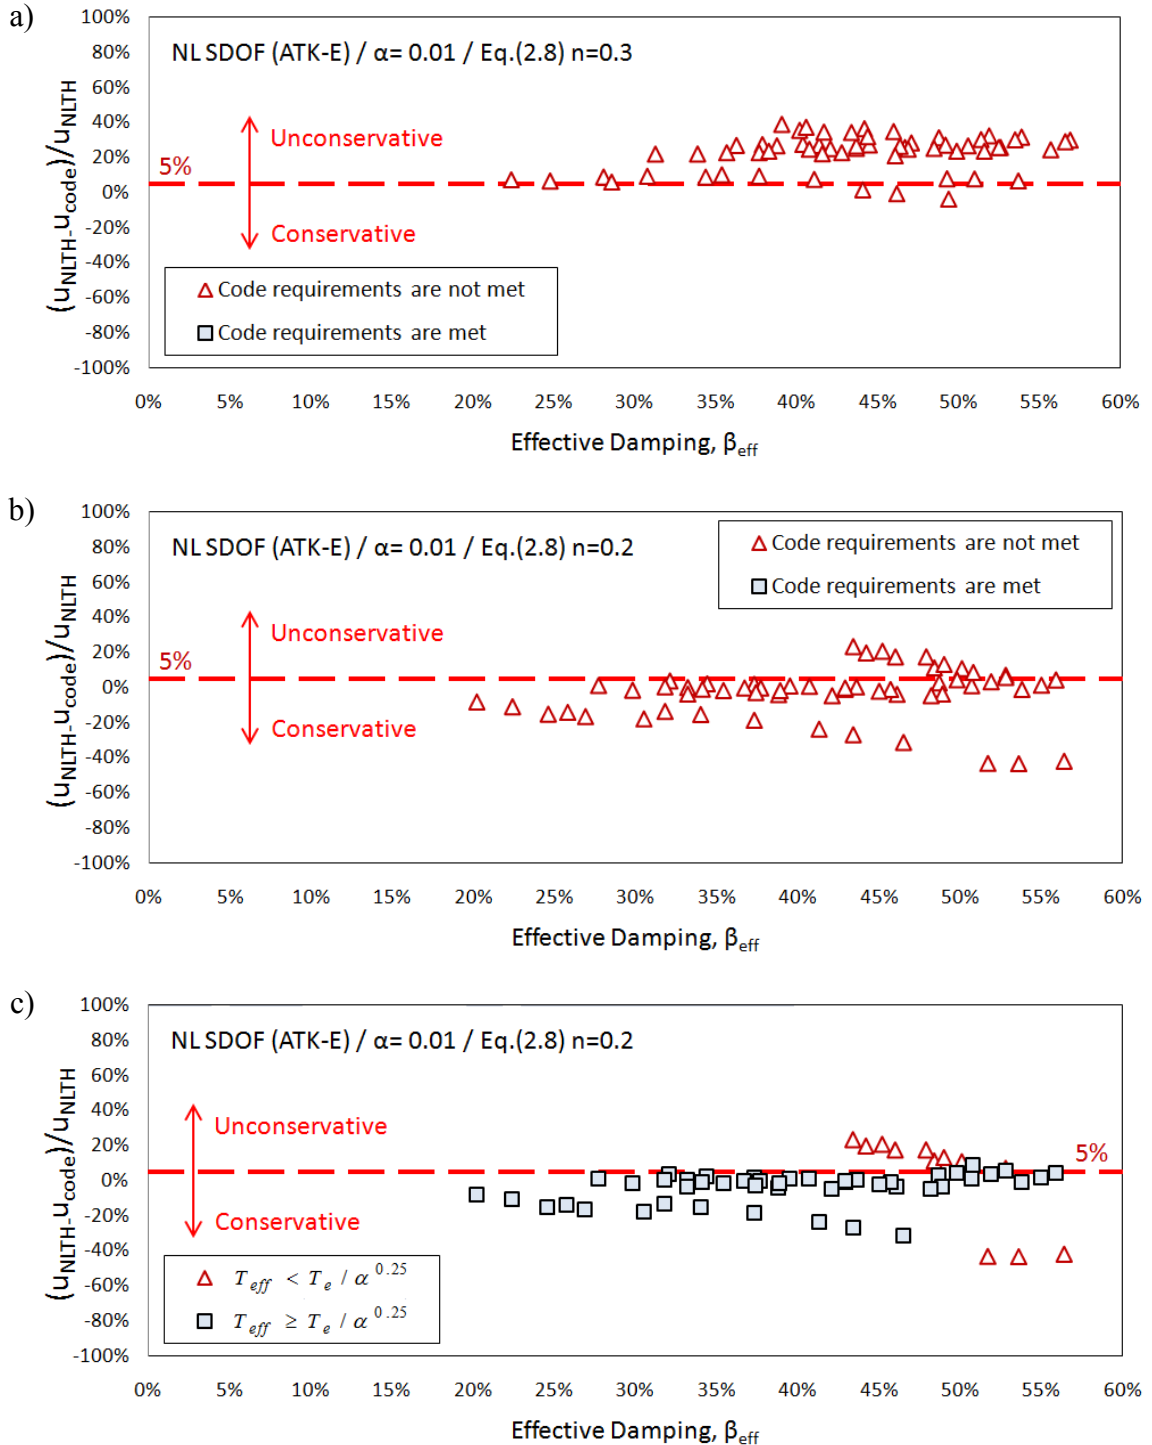 a)
100%
80%
60%
40%
20%
0%
-20%
-40%
-60%
-80%
-100%
(uNLTH-ucode)/uNLTH
NL SDOF (ATK-E) / α= 0.01 / Eq.(2.8) n=0.3
Unconservative
5%
Conservative
Code requirements are not met
Code requirements are met
0% 5% 10% 15% 20% 25% 30% 35% 40% 45% 50% 55% 60%
Effective Damping, βeff
b)
100%
80%
60%
40%
20%
0%
-20%
-40%
-60%
-80%
-100%
(uNLTH-ucode)/uNLTH
NL SDOF (ATK-E) / α= 0.01 / Eq.(2.8) n=0.2
Code requirements are not met
Code requirements are met
Unconservative
5%
Conservative
0% 5% 10% 15% 20% 25% 30% 35% 40% 45% 50% 55% 60%
Effective Damping, βeff
c)
100%
80%
60%
40%
20%
0%
-20%
-40%
-60%
-80%
-100%
(uNLTH-ucode)/uNLTH
NL SDOF (ATK-E) / α= 0.01 / Eq.(2.8) n=0.2
Unconservative
5%
Conservative
T eff < T e / α 0.25
T eff ≥ T e / α 0.25
0% 5% 10% 15% 20% 25% 30% 35% 40% 45% 50% 55% 60%
Effective Damping, βeff